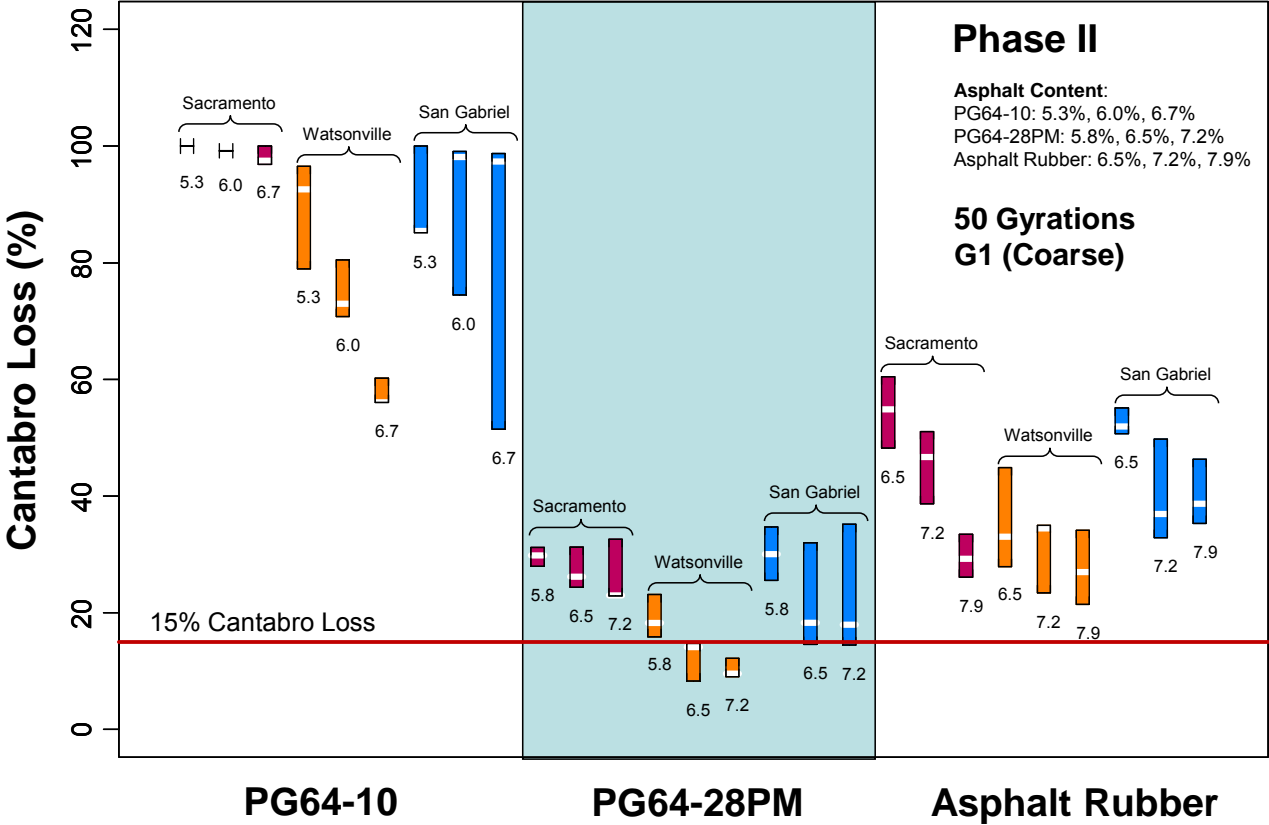 Phase II
Asphalt Content:
PG64-10: 5.3%, 6.0%, 6.7%
PG64-28PM: 5.8%, 6.5%, 7.2%
Asphalt Rubber: 6.5%, 7.2%, 7.9%
50 Gyrations
G1 (Coarse)
Cantabro Loss (%)
120
100
80
60
40
20
0
Sacramento
5.3
6.0
6.7
Watsonville
5.3
6.0
6.7
San Gabriel
5.3
6.0
6.7
Sacramento
5.8
6.5
7.2
Watsonville
5.8
6.5
7.2
San Gabriel
5.8
6.5
7.2
Sacramento
6.5
7.2
7.9
Watsonville
6.5
7.2
7.9
San Gabriel
6.5
7.2
7.9
15% Cantabro Loss
PG64-10
PG64-28PM
Asphalt Rubber